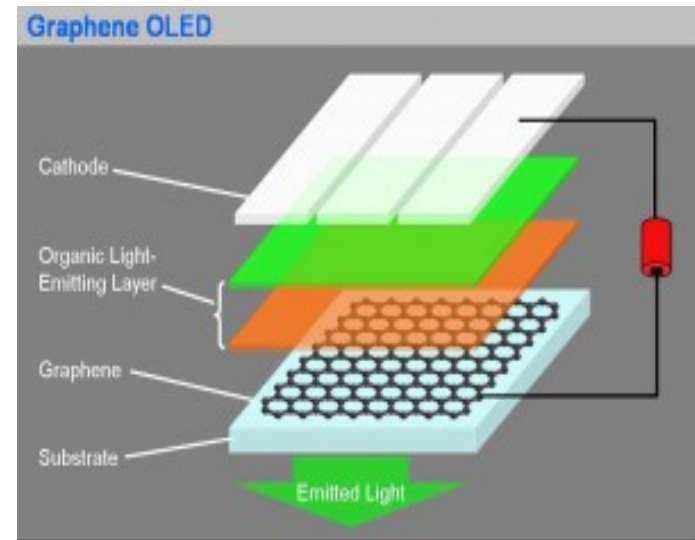 Graphene OLED
Cathode
Organic Light-
Emitting Layer
Graphene
Substrate
Emitted Light